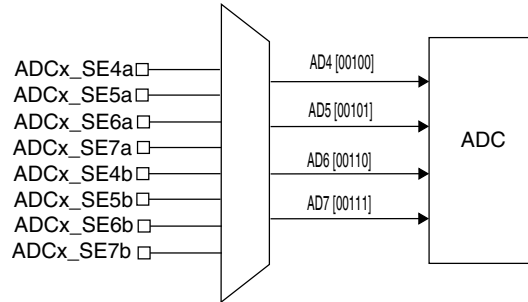 ADCx_SE4a
ADCx_SE5a
ADCx_SE6a
ADCx_SE7a
ADCx_SE4b
ADCx_SE5b
ADCx_SE6b
ADCx_SE7b
AD4 [00100]
AD5 [00101]
AD6 [00110]
AD7 [00111]
ADC